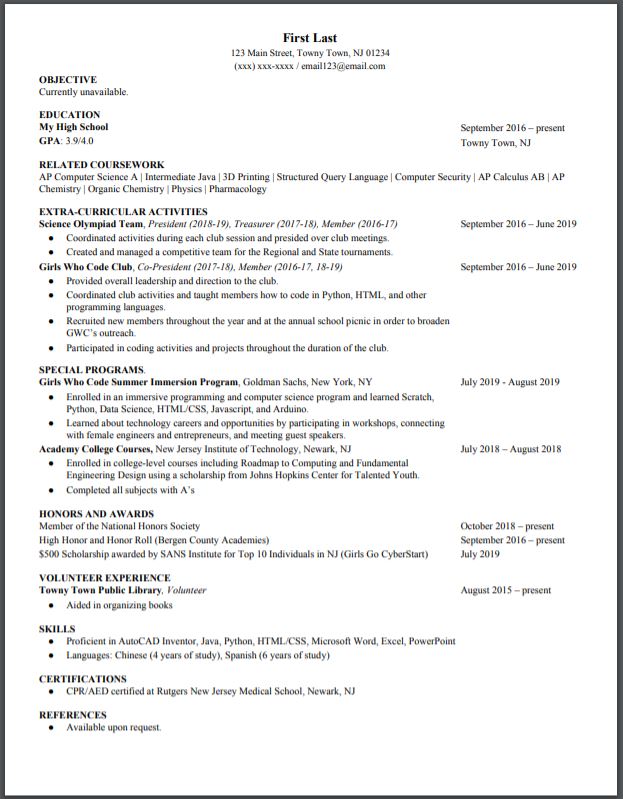 First Last
123 Main Street, Towny Town, NJ 01234
(xxx) xxx-xxxx / email123@email.com
OBJECTIVE
Currently unavailable.
EDUCATION
My High School September 2016 – present
GPA: 3.9/4.0 Towny Town, NJ
RELATED COURSEWORK
AP Computer Science A | Intermediate Java | 3D Printing | Structured Query Language | Computer Security | AP Calculus AB | AP
Chemistry | Organic Chemistry | Physics | Pharmacology
EXTRA-CURRICULAR ACTIVITIES
Science Olympiad Team, President (2018-19), Treasurer (2017-18), Member (2016-17) September 2016 – June 2019
● Coordinated activities during each club session and presided over club meetings.
● Created and managed a competitive team for the Regional and State tournaments.
Girls Who Code Club, Co-President (2017-18), Member (2016-17, 18-19) September 2016 – June 2019
● Provided overall leadership and direction to the club.
● Coordinated club activities and taught members how to code in Python, HTML, and other
programming languages.
● Recruited new members throughout the year and at the annual school picnic in order to broaden
GWC's outreach.
● Participated in coding activities and projects throughout the duration of the club.
SPECIAL PROGRAMS.
Girls Who Code Summer Immersion Program, Goldman Sachs, New York, NY July 2019 - August 2019
● Enrolled in an immersive programming and computer science program and learned Scratch,
Python, Data Science, HTML/CSS, Javascript, and Arduino.
● Learned about technology careers and opportunities by participating in workshops, connecting
with female engineers and entrepreneurs, and meeting guest speakers.
Academy College Courses, New Jersey Institute of Technology, Newark, NJ July 2018 – August 2018
● Enrolled in college-level courses including Roadmap to Computing and Fundamental
Engineering Design using a scholarship from Johns Hopkins Center for Talented Youth.
● Completed all subjects with A's
HONORS AND AWARDS
Member of the National Honors Society October 2018 – present
High Honor and Honor Roll (Bergen County Academies) September 2016 – present
$500 Scholarship awarded by SANS Institute for Top 10 Individuals in NJ (Girls Go CyberStart) July 2019
VOLUNTEER EXPERIENCE
Towny Town Public Library, Volunteer August 2015 – present
● Aided in organizing books
SKILLS
● Proficient in AutoCAD Inventor, Java, Python, HTML/CSS, Microsoft Word, Excel, PowerPoint
● Languages: Chinese (4 years of study), Spanish (6 years of study)
CERTIFICATIONS
● CPR/AED certified at Rutgers New Jersey Medical School, Newark, NJ
REFERENCES
● Available upon request.